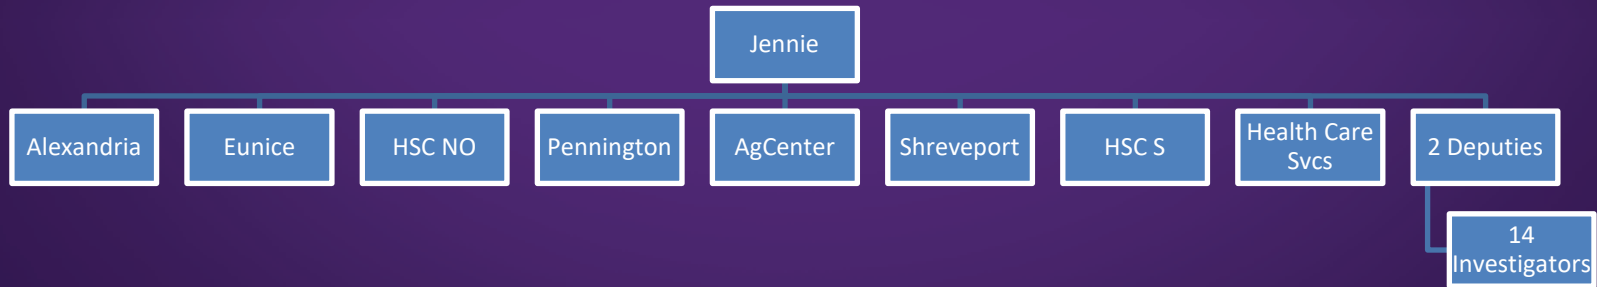 Jennie
Alexandria
Eunice
HSC NO
Pennington
AgCenter
Shreveport
HSC S
Health Care
Svcs
2 Deputies
14
Investigators